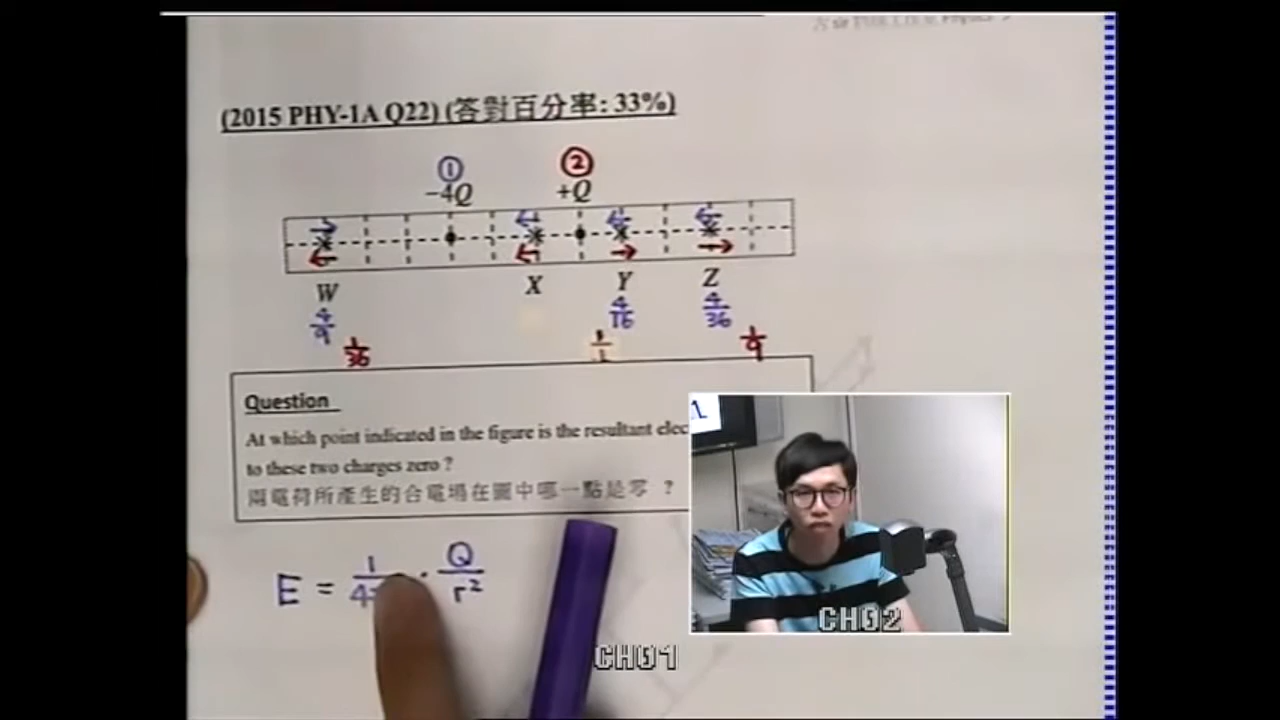 (2015 PHY-1A Q22) (答對百分率: 33%)
① ②
−4Q +Q
W X Y Z
4/9 4/16 4/36
1/36 1/1 1/9
Question
At which point indicated in the figure is the resultant elec
to these two charges zero ?
兩電荷所產生的合電場在圖中哪一點是零 ?
E = 1/4 · Q/r²
CH02
CH01